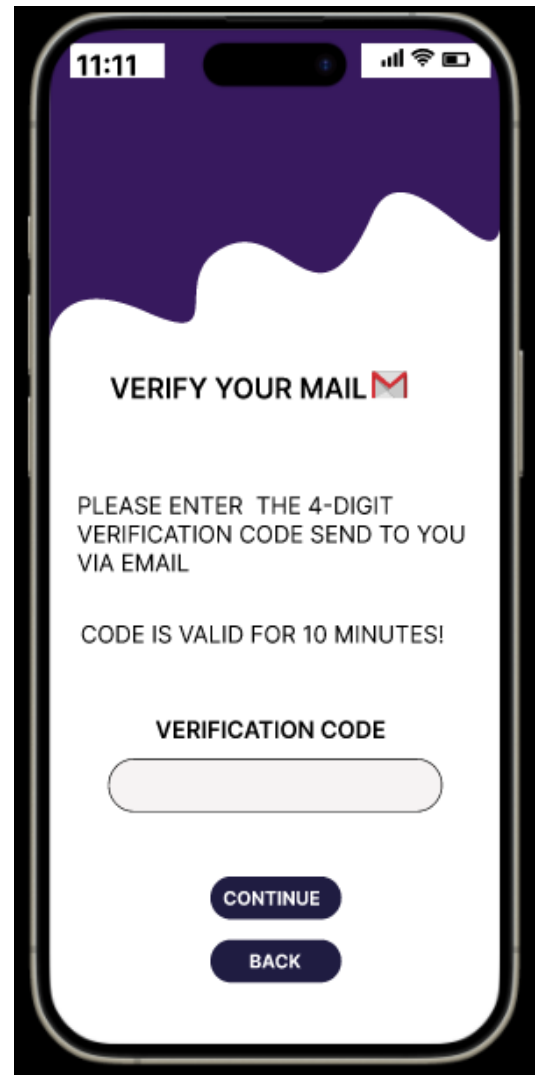 11:11
VERIFY YOUR MAIL
PLEASE ENTER THE 4-DIGIT
VERIFICATION CODE SEND TO YOU
VIA EMAIL
CODE IS VALID FOR 10 MINUTES!
VERIFICATION CODE
CONTINUE
BACK